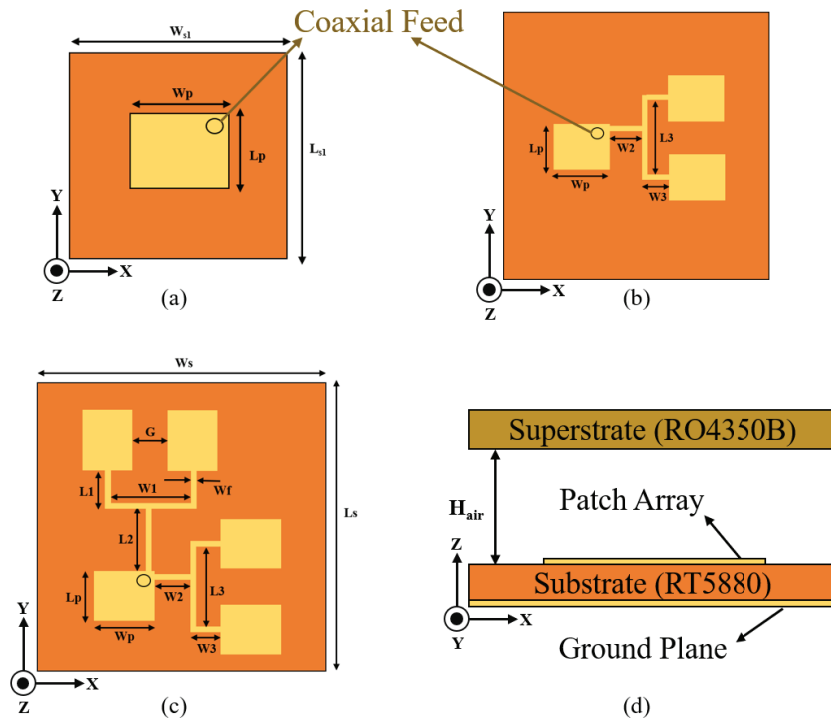 Coaxial Feed
Ws1
Wp
Lp
Ls1
Y
X
Z
(a)
Lp
Wp
W2
L3
W3
Y
X
Z
(b)
Ws
G
L1
W1
Wf
L2
Ls
Lp
W2
L3
Wp
W3
Y
X
Z
(c)
Superstrate (RO4350B)
Hair
Patch Array
Z
Substrate (RT5880)
X
Y
Ground Plane
(d)